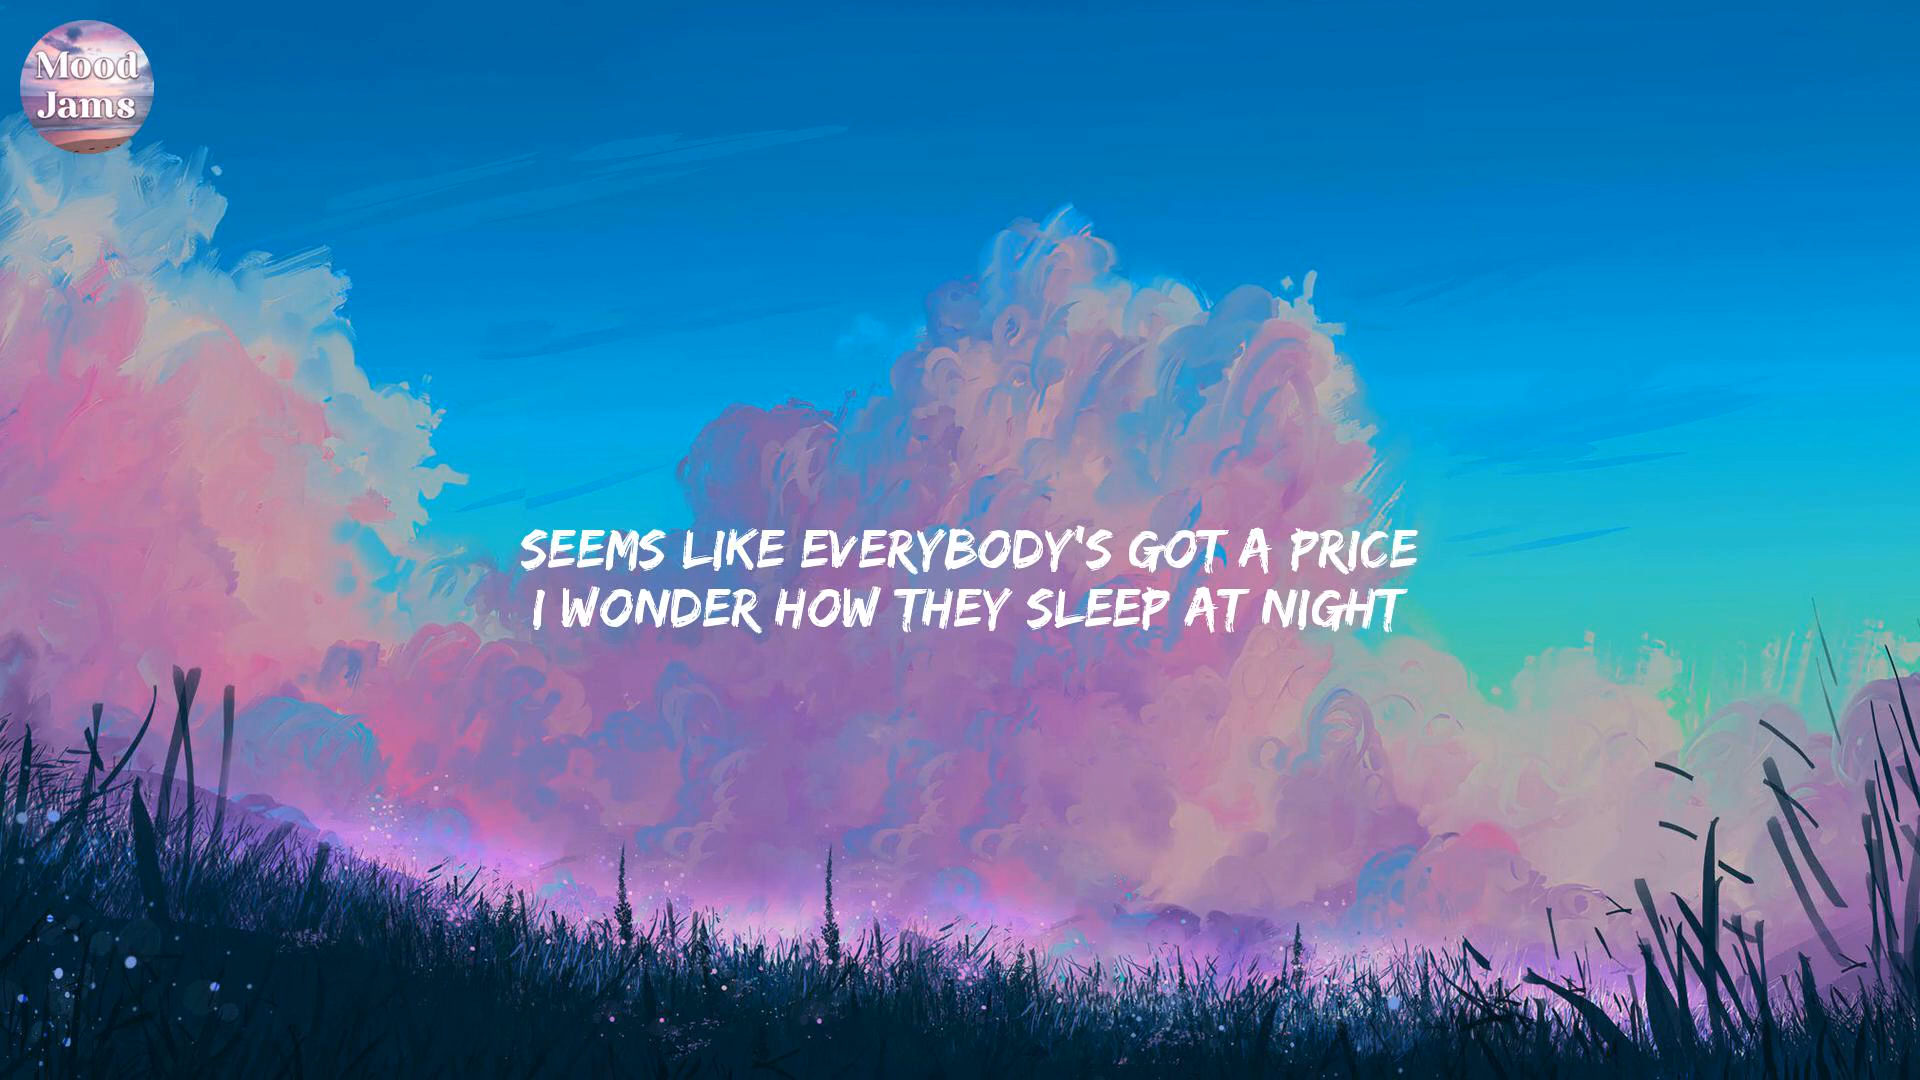 Mood
Jams
SEEMS LIKE EVERYBODY'S GOT A PRICE
I WONDER HOW THEY SLEEP AT NIGHT